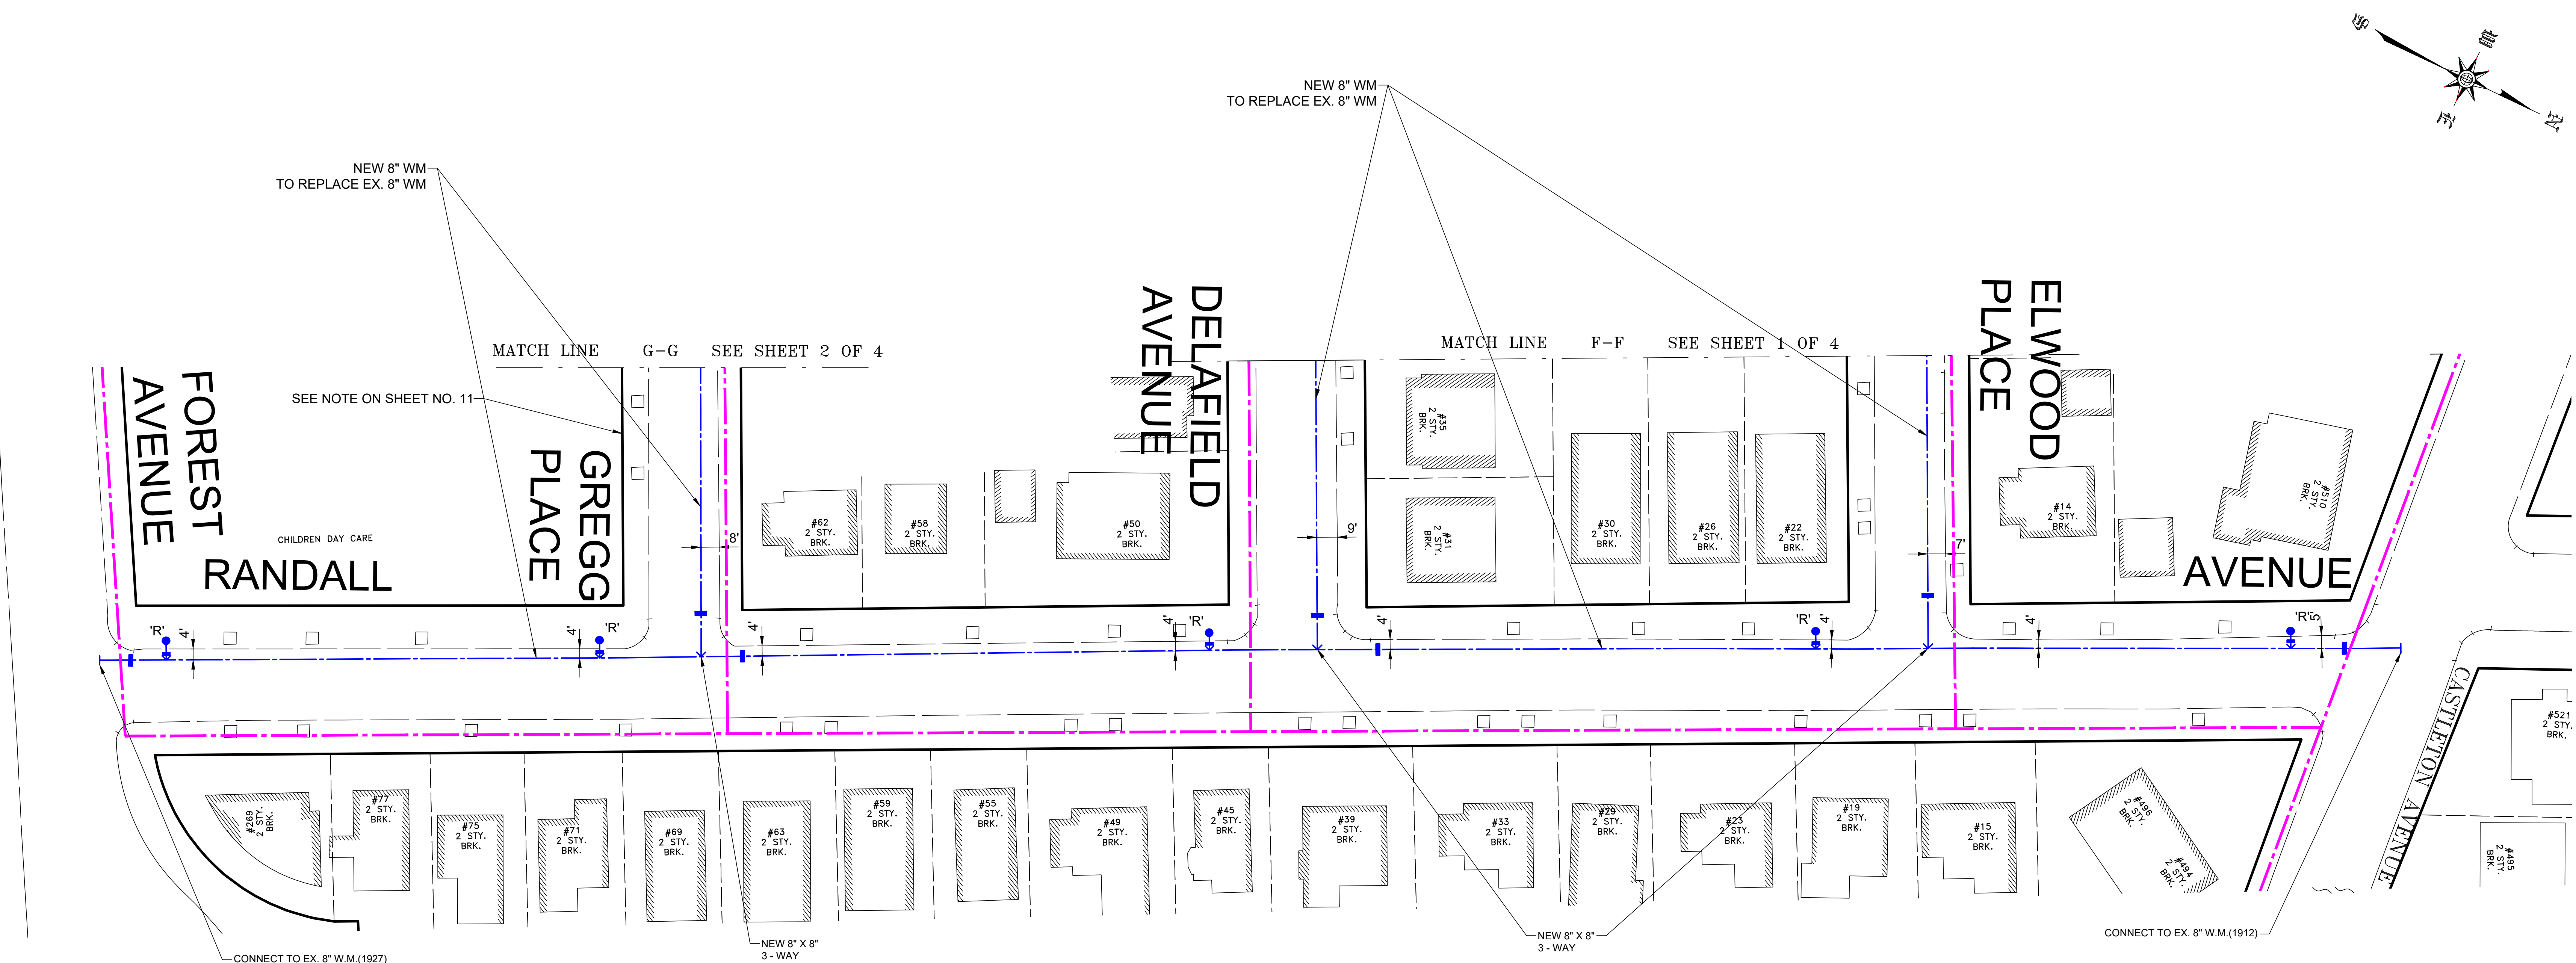 S
E
W
N
NEW 8" WM
TO REPLACE EX. 8" WM
NEW 8" WM
TO REPLACE EX. 8" WM
MATCH LINE G-G SEE SHEET 2 OF 4
MATCH LINE F-F SEE SHEET 1 OF 4
SEE NOTE ON SHEET NO. 11
FOREST
AVENUE
GREGG
PLACE
DELAFIELD
AVENUE
ELWOOD
PLACE
CHILDREN DAY CARE
RANDALL
AVENUE
CASTLETON AVENUE
#62
2 STY.
BRK.
#58
2 STY.
BRK.
#50
2 STY.
BRK.
#35
2 STY.
BRK.
#31
2 STY.
BRK.
#30
2 STY.
BRK.
#26
2 STY.
BRK.
#22
2 STY.
BRK.
#14
2 STY.
BRK.
#510
2 STY.
BRK.
8'
9'
7'
'R'
4'
4'
'R'
4'
4'
'R'
4'
'R'
4'
4'
'R'
5'
#269
2 STY.
BRK.
#77
2 STY.
BRK.
#75
2 STY.
BRK.
#71
2 STY.
BRK.
#69
2 STY.
BRK.
#63
2 STY.
BRK.
#59
2 STY.
BRK.
#55
2 STY.
BRK.
#49
2 STY.
BRK.
#45
2 STY.
BRK.
#39
2 STY.
BRK.
#33
2 STY.
BRK.
#29
2 STY.
BRK.
#23
2 STY.
BRK.
#19
2 STY.
BRK.
#15
2 STY.
BRK.
#496
2 STY.
BRK.
#494
2 STY.
BRK.
#521
2 STY.
BRK.
#495
2 STY.
BRK.
CONNECT TO EX. 8" W.M.(1927)
NEW 8" X 8"
3 - WAY
NEW 8" X 8"
3 - WAY
CONNECT TO EX. 8" W.M.(1912)